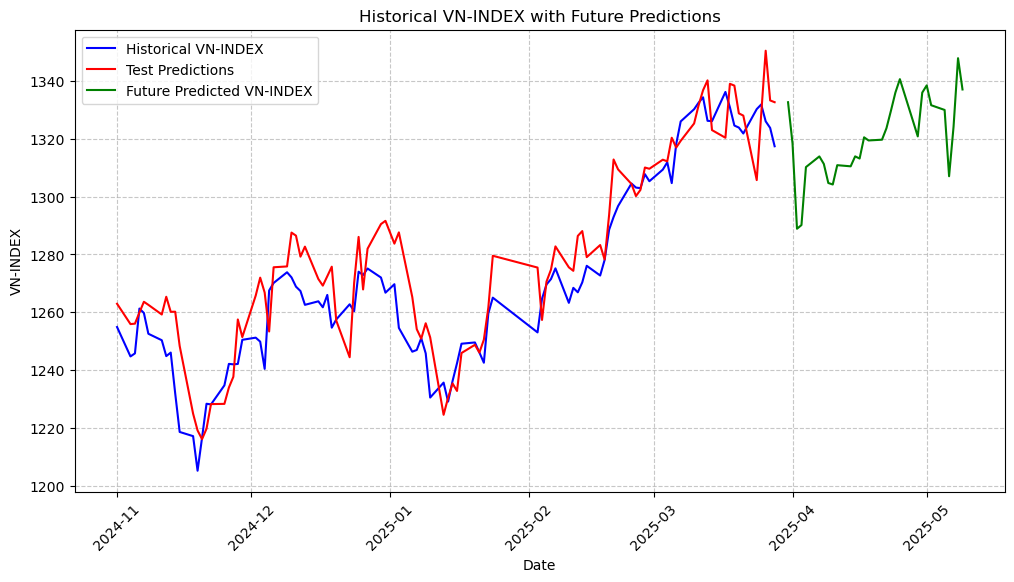 Historical VN-INDEX with Future Predictions
Historical VN-INDEX
Test Predictions
Future Predicted VN-INDEX
VN-INDEX
1340
1320
1300
1280
1260
1240
1220
1200
2024-11
2024-12
2025-01
2025-02
2025-03
2025-04
2025-05
Date